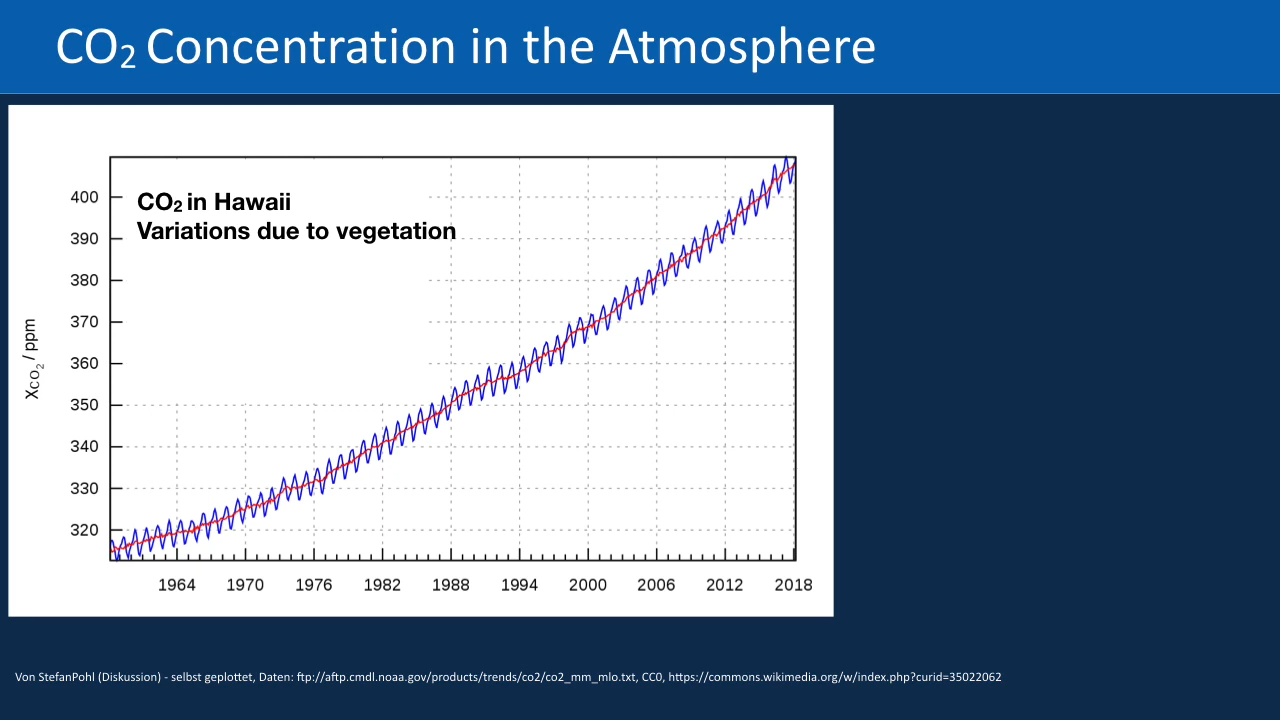 CO₂ Concentration in the Atmosphere
CO₂ in Hawaii
Variations due to vegetation
400
390
380
370
360
350
340
330
320
X_CO₂ / ppm
1964 1970 1976 1982 1988 1994 2000 2006 2012 2018
Von StefanPohl (Diskussion) - selbst geplottet, Daten: ftp://aftp.cmdl.noaa.gov/products/trends/co2/co2_mm_mlo.txt, CC0, https://commons.wikimedia.org/w/index.php?curid=35022062